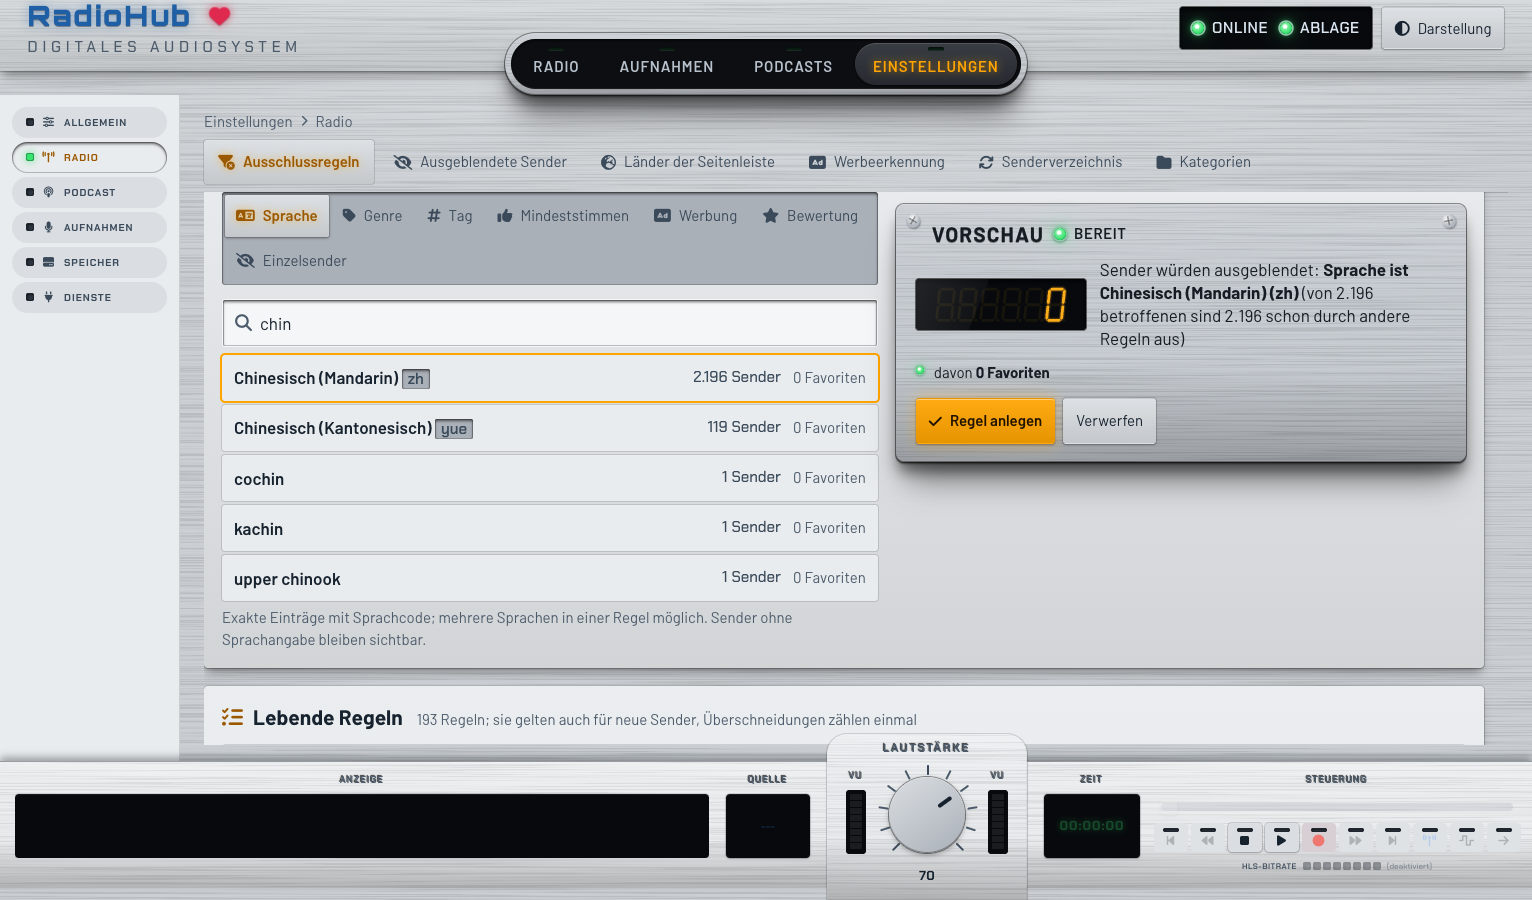 RadioHub
DIGITALES AUDIOSYSTEM
RADIO
AUFNAHMEN
PODCASTS
EINSTELLUNGEN
ONLINE
ABLAGE
Darstellung
ALLGEMEIN
RADIO
PODCAST
AUFNAHMEN
SPEICHER
DIENSTE
Einstellungen > Radio
Ausschlussregeln
Ausgeblendete Sender
Länder der Seitenleiste
Ad Werbeerkennung
Senderverzeichnis
Kategorien
Sprache
Genre
Tag
Mindeststimmen
Ad Werbung
Bewertung
Einzelsender
chin
Chinesisch (Mandarin) zh 2.196 Sender 0 Favoriten
Chinesisch (Kantonesisch) yue 119 Sender 0 Favoriten
cochin 1 Sender 0 Favoriten
kachin 1 Sender 0 Favoriten
upper chinook 1 Sender 0 Favoriten
Exakte Einträge mit Sprachcode; mehrere Sprachen in einer Regel möglich. Sender ohne
Sprachangabe bleiben sichtbar.
VORSCHAU BEREIT
0
Sender würden ausgeblendet: Sprache ist
Chinesisch (Mandarin) (zh) (von 2.196
betroffenen sind 2.196 schon durch andere
Regeln aus)
davon 0 Favoriten
Regel anlegen
Verwerfen
Lebende Regeln 193 Regeln; sie gelten auch für neue Sender, Überschneidungen zählen einmal
ANZEIGE
QUELLE
---
LAUTSTÄRKE
VU
VU
70
ZEIT
00:00:00
STEUERUNG
HLS-BITRATE (deaktiviert)